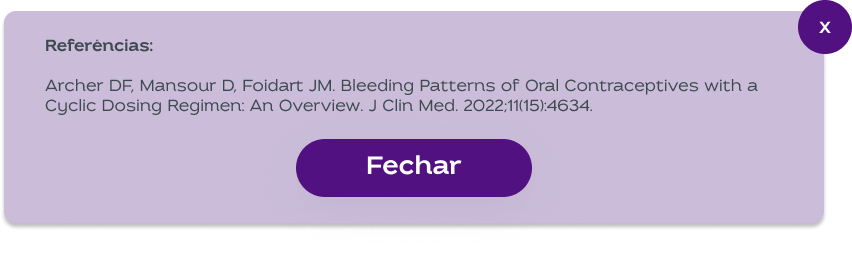 x
Referências:
Archer DF, Mansour D, Foidart JM. Bleeding Patterns of Oral Contraceptives with a
Cyclic Dosing Regimen: An Overview. J Clin Med. 2022;11(15):4634.
Fechar